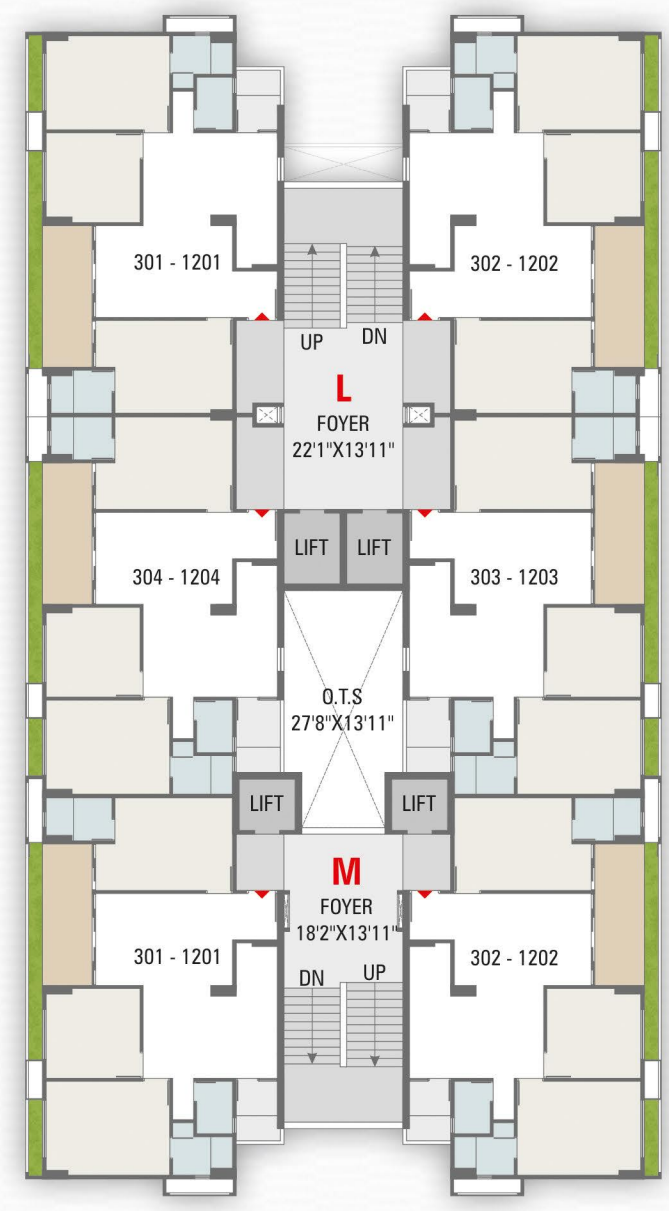 301 - 1201
302 - 1202
UP
DN
L
FOYER
22'1"X13'11"
LIFT
LIFT
304 - 1204
303 - 1203
O.T.S
27'8"X13'11"
LIFT
LIFT
M
FOYER
18'2"X13'11"
301 - 1201
302 - 1202
DN
UP